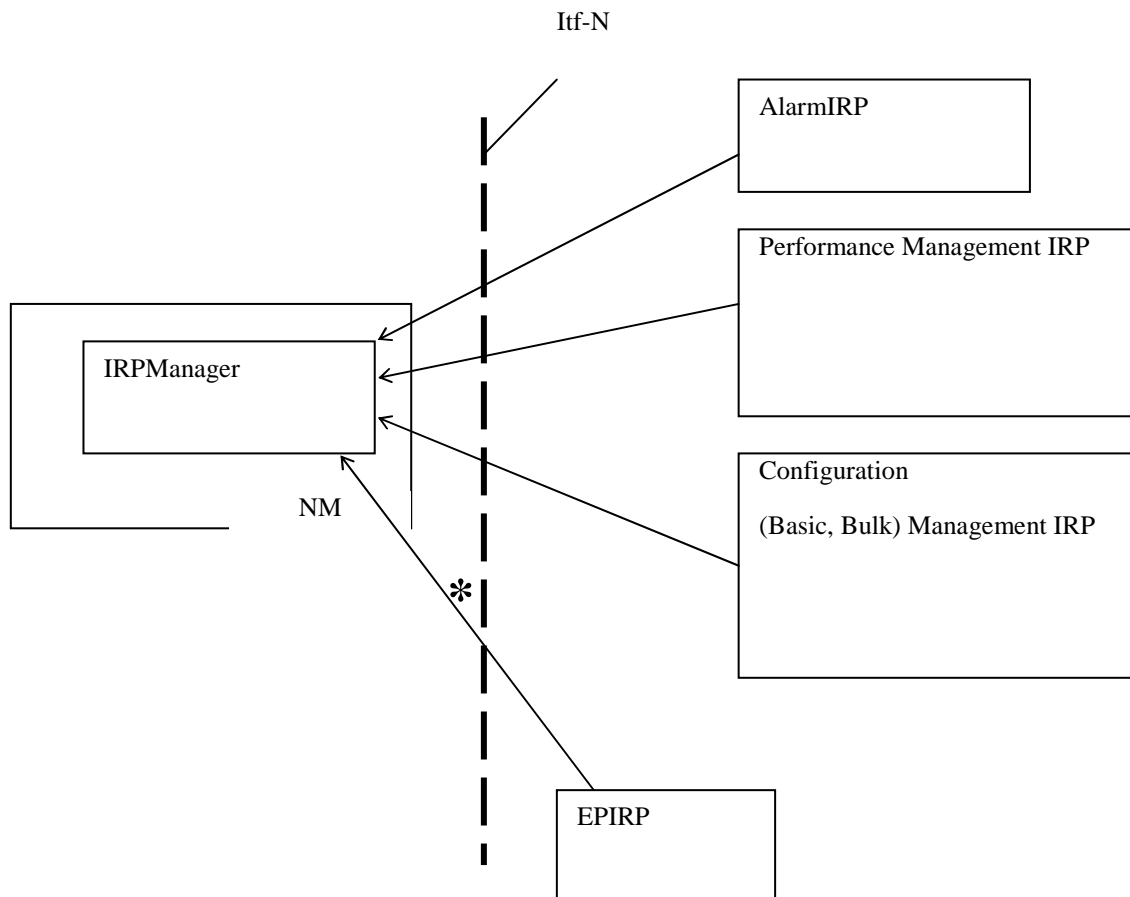 Itf-N
AlarmIRP
Performance Management IRP
IRPManager
Configuration
(Basic, Bulk) Management IRP
NM
*
EPIRP